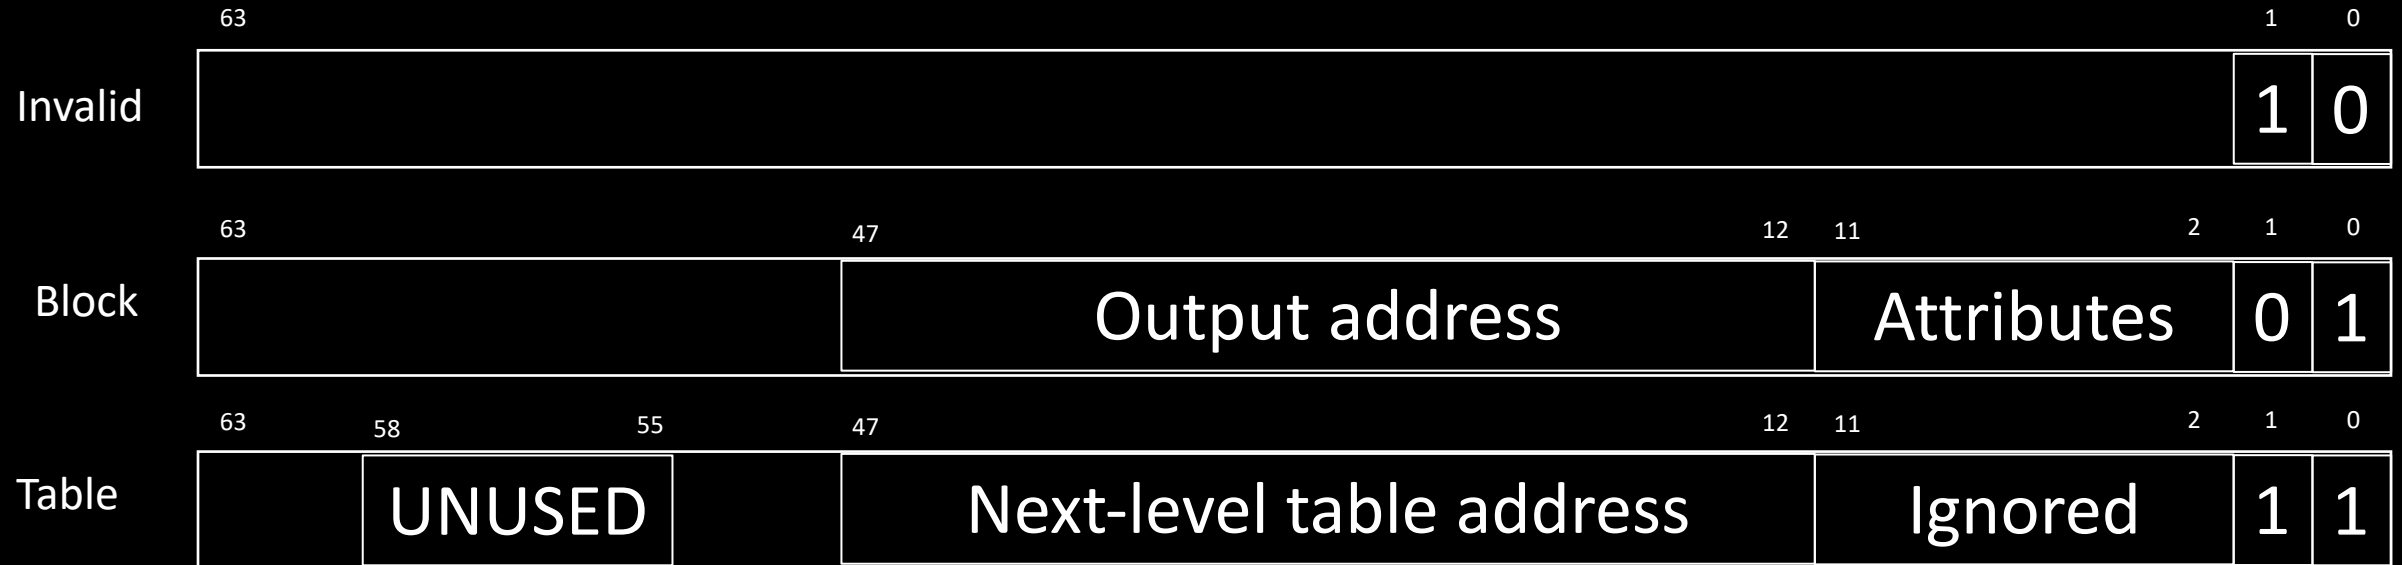 63 1 0
Invalid 1 0
63 47 12 11 2 1 0
Block Output address Attributes 0 1
63 58 55 47 12 11 2 1 0
Table UNUSED Next-level table address Ignored 1 1